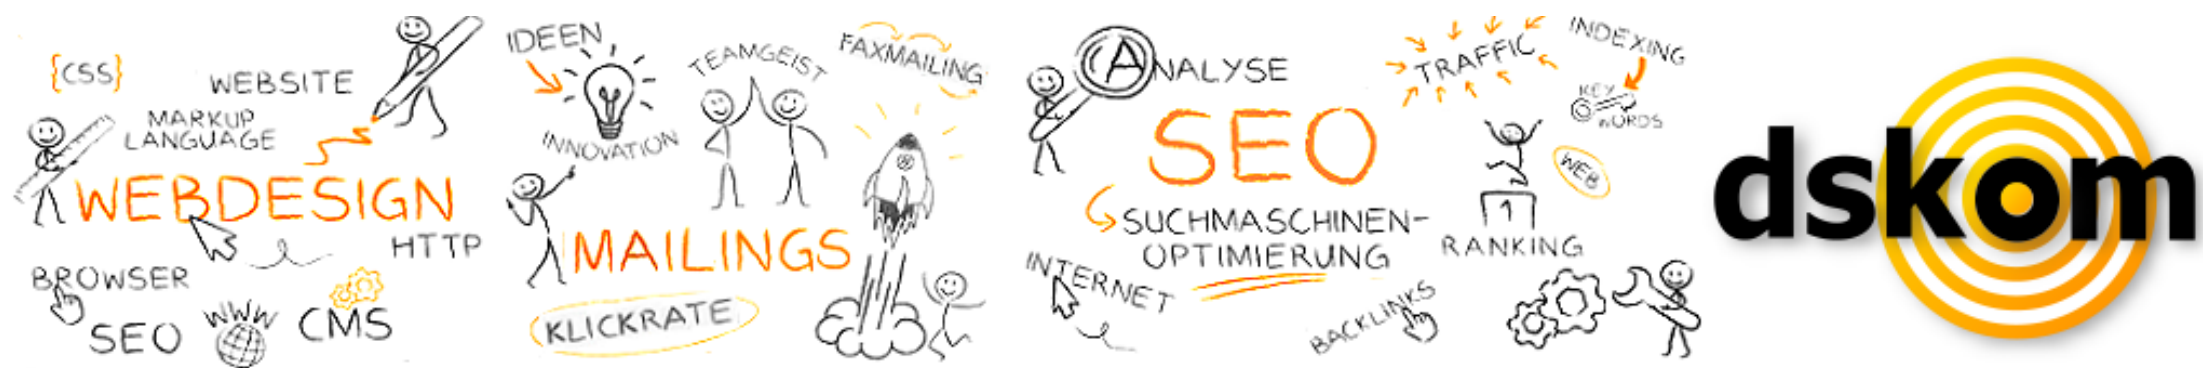 {CSS}
WEBSITE
MARKUP
LANGUAGE
WEBDESIGN
HTTP
BROWSER
SEO
WWW
CMS
IDEEN
INNOVATION
TEAMGEIST
FAXMAILING
MAILINGS
KLICKRATE
ANALYSE
SEO
SUCHMASCHINEN-
OPTIMIERUNG
INTERNET
BACKLINKS
TRAFFIC
INDEXING
KEY
WORDS
WEB
1
RANKING
dskom